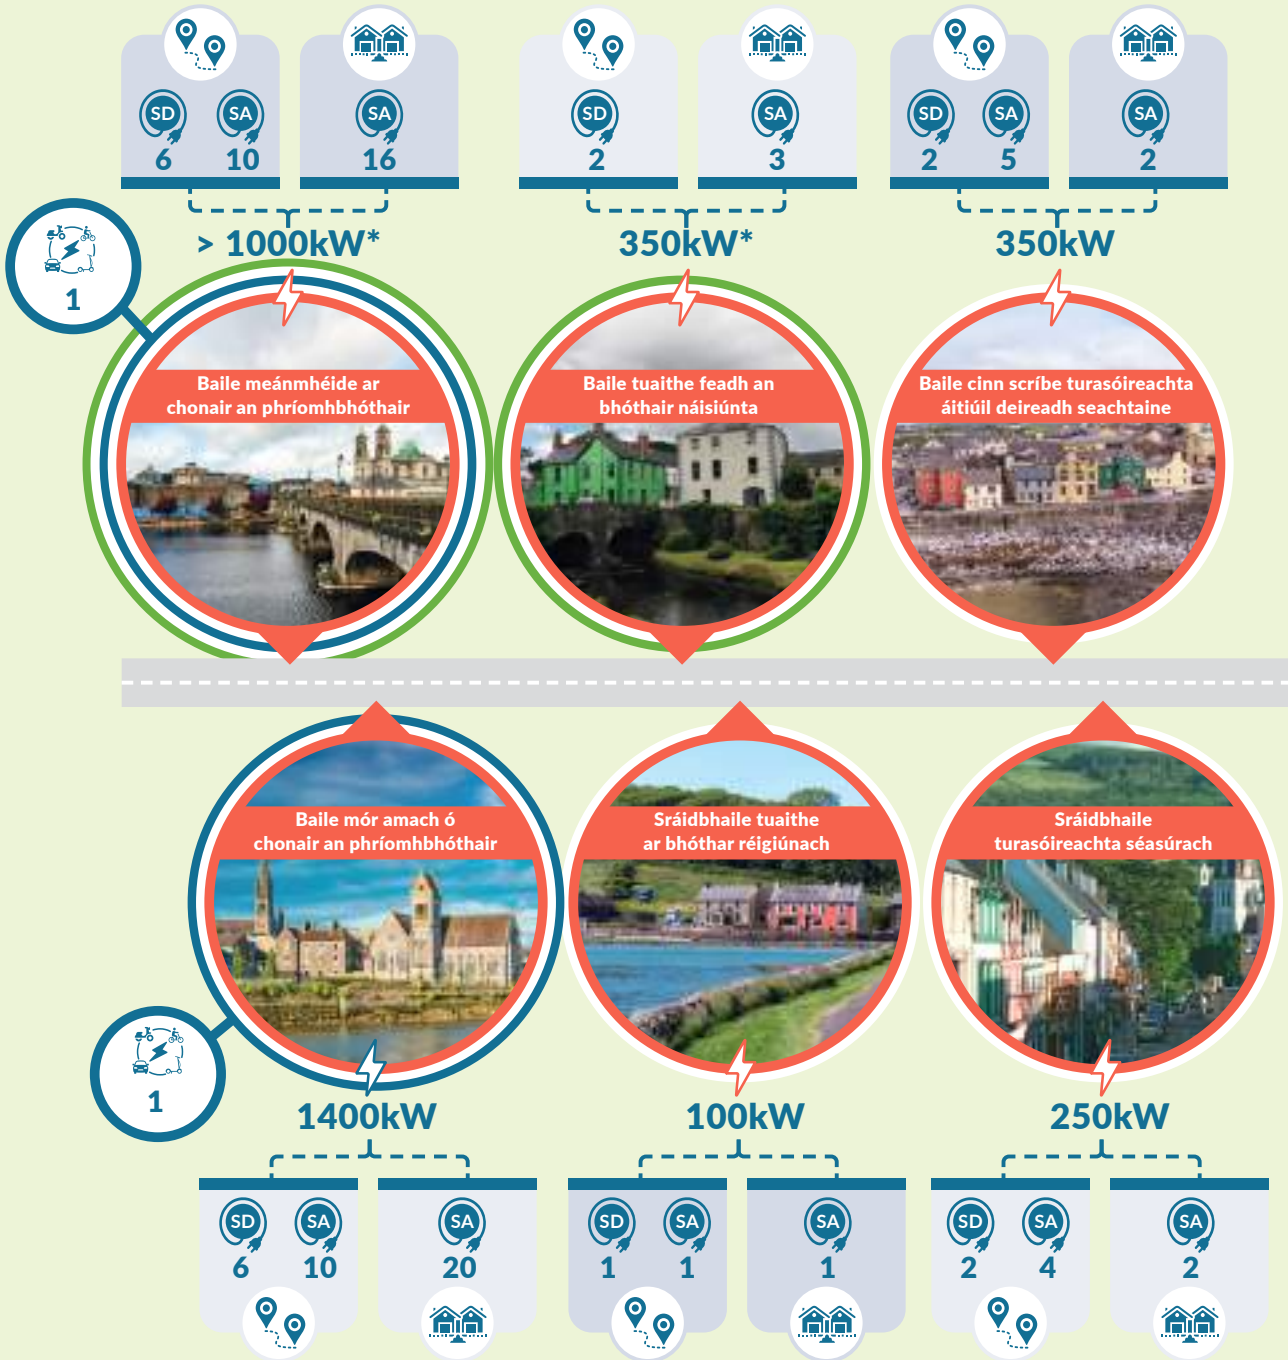 SD SA SA SD SA SD SA SA
6 10 16 2 3 2 5 2
> 1000kW* 350kW* 350kW
1
Baile meánmhéide ar
chonair an phríomhbhóthair
Baile tuaithe feadh an
bhóthair náisiúnta
Baile cinn scríbe turasóireachta
áitiúil deireadh seachtaine
Baile mór amach ó
chonair an phríomhbhóthair
Sráidbhaile tuaithe
ar bhóthar réigiúnach
Sráidbhaile
turasóireachta séasúrach
1
1400kW 100kW 250kW
SD SA SA SD SA SA SD SA SA
6 10 20 1 1 1 2 4 2